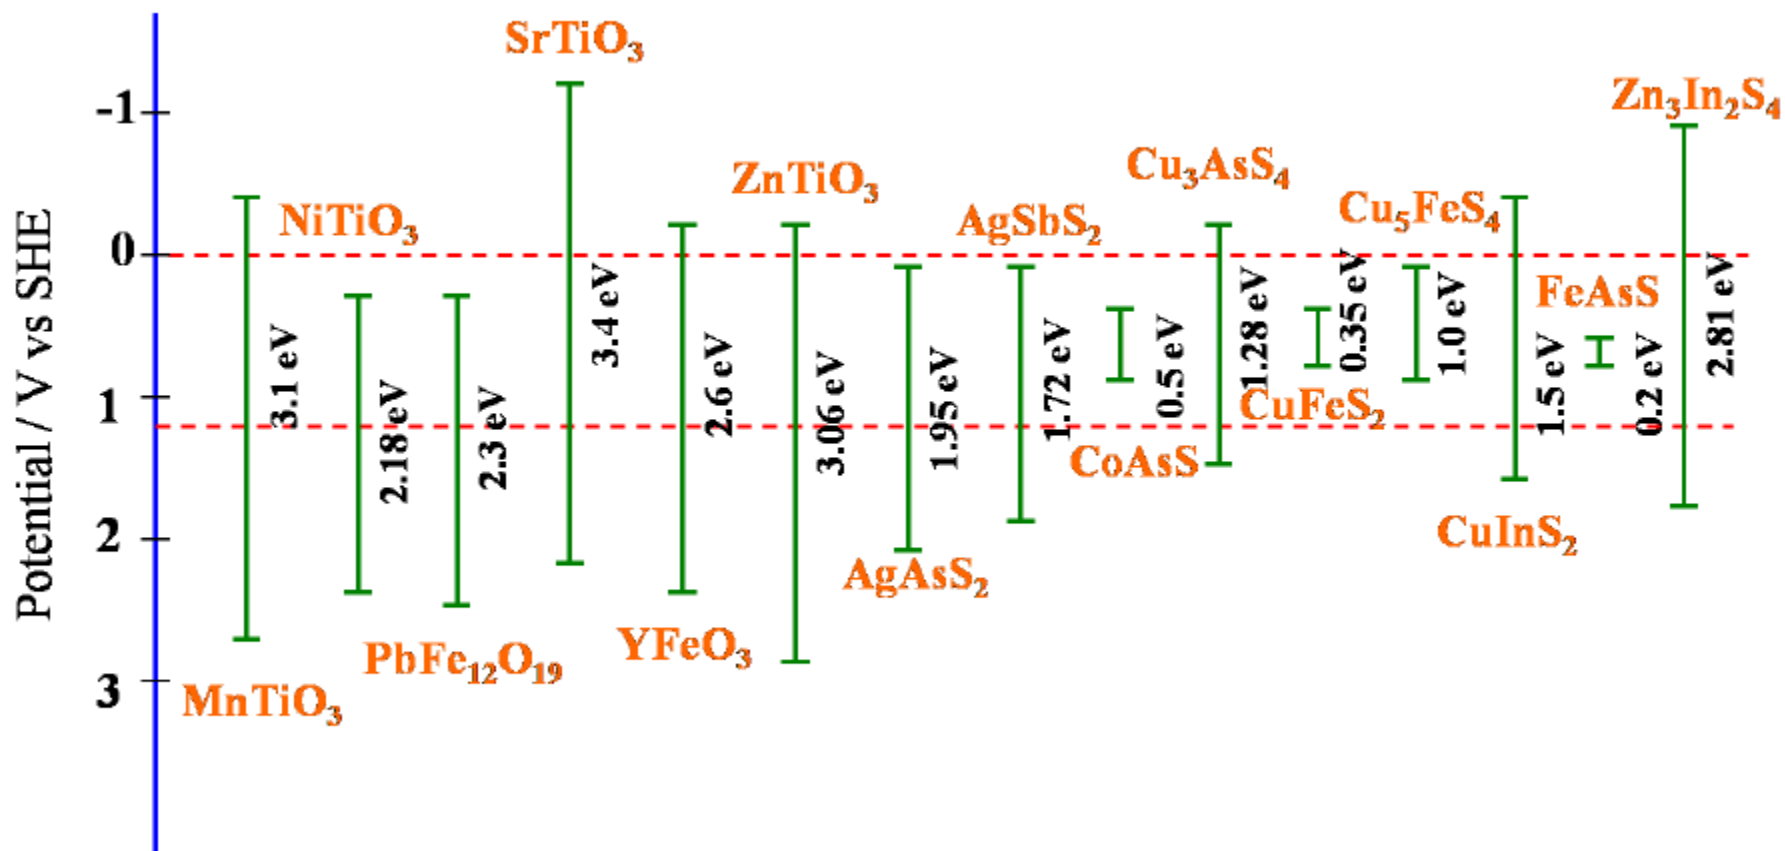 Potential / V vs SHE
-1
0
1
2
3
MnTiO₃
3.1 eV
NiTiO₃
2.18 eV
PbFe₁₂O₁₉
2.3 eV
SrTiO₃
3.4 eV
YFeO₃
2.6 eV
ZnTiO₃
3.06 eV
AgAsS₂
1.95 eV
AgSbS₂
1.72 eV
CoAsS
0.5 eV
Cu₃AsS₄
1.28 eV
CuFeS₂
0.35 eV
Cu₅FeS₄
1.0 eV
CuInS₂
1.5 eV
FeAsS
0.2 eV
Zn₃In₂S₄
2.81 eV